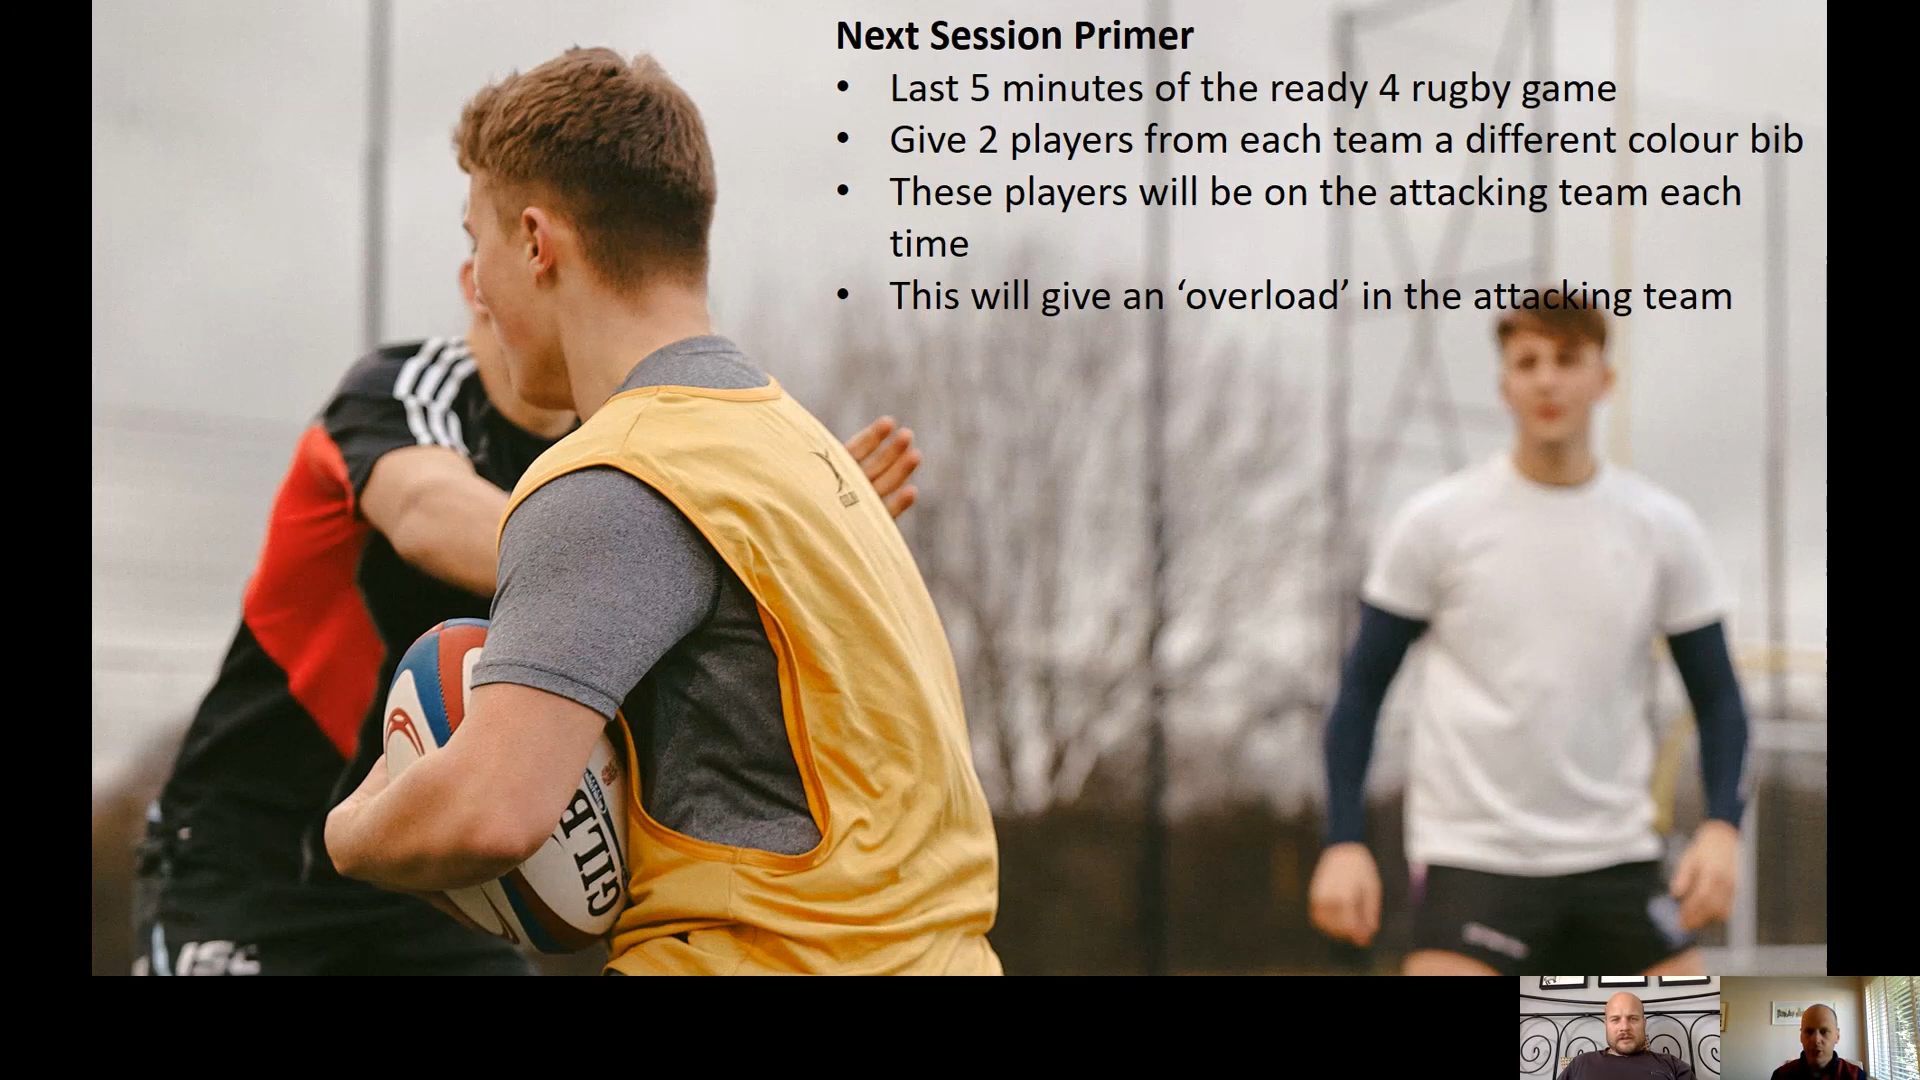 Next Session Primer
• Last 5 minutes of the ready 4 rugby game
• Give 2 players from each team a different colour bib
• These players will be on the attacking team each
time
• This will give an ‘overload’ in the attacking team
GILB
ISC